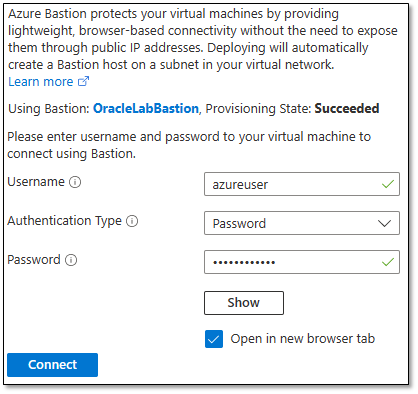 Azure Bastion protects your virtual machines by providing
lightweight, browser-based connectivity without the need to expose
them through public IP addresses. Deploying will automatically
create a Bastion host on a subnet in your virtual network.
Learn more
Using Bastion: OracleLabBastion, Provisioning State: Succeeded
Please enter username and password to your virtual machine to
connect using Bastion.
Username
azureuser
Authentication Type
Password
Password
••••••••••••
Show
Open in new browser tab
Connect